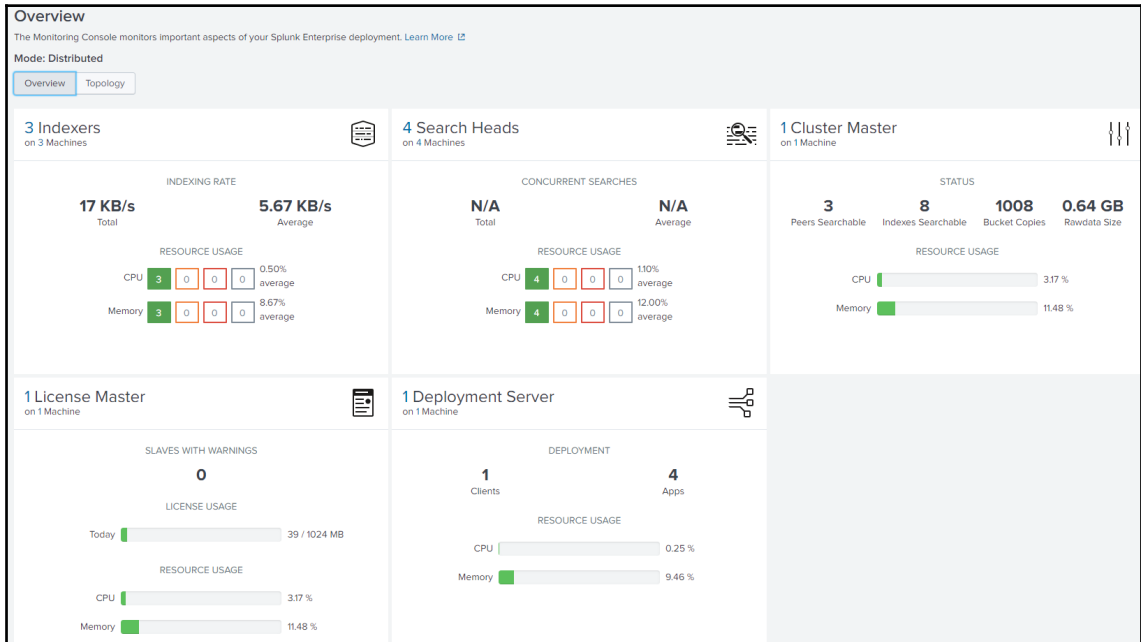 Overview
The Monitoring Console monitors important aspects of your Splunk Enterprise deployment. Learn More
Mode: Distributed
Overview Topology
3 Indexers
on 3 Machines
INDEXING RATE
17 KB/s 5.67 KB/s
Total Average
RESOURCE USAGE
CPU 3 0 0 0 0.50% average
Memory 3 0 0 0 8.67% average
4 Search Heads
on 4 Machines
CONCURRENT SEARCHES
N/A N/A
Total Average
RESOURCE USAGE
CPU 4 0 0 0 1.10% average
Memory 4 0 0 0 12.00% average
1 Cluster Master
on 1 Machine
STATUS
3 8 1008 0.64 GB
Peers Searchable Indexes Searchable Bucket Copies Rawdata Size
RESOURCE USAGE
CPU 3.17 %
Memory 11.48 %
1 License Master
on 1 Machine
SLAVES WITH WARNINGS
0
LICENSE USAGE
Today 39 / 1024 MB
RESOURCE USAGE
CPU 3.17 %
Memory 11.48 %
1 Deployment Server
on 1 Machine
DEPLOYMENT
1 4
Clients Apps
RESOURCE USAGE
CPU 0.25 %
Memory 9.46 %